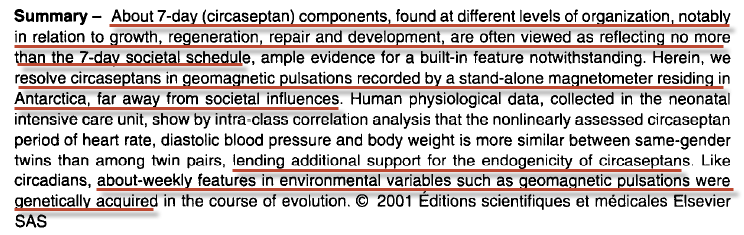 Summary – About 7-day (circaseptan) components, found at different levels of organization, notably
in relation to growth, regeneration, repair and development, are often viewed as reflecting no more
than the 7-day societal schedule, ample evidence for a built-in feature notwithstanding. Herein, we
resolve circaseptans in geomagnetic pulsations recorded by a stand-alone magnetometer residing in
Antarctica, far away from societal influences. Human physiological data, collected in the neonatal
intensive care unit, show by intra-class correlation analysis that the nonlinearly assessed circaseptan
period of heart rate, diastolic blood pressure and body weight is more similar between same-gender
twins than among twin pairs, lending additional support for the endogenicity of circaseptans. Like
circadians, about-weekly features in environmental variables such as geomagnetic pulsations were
genetically acquired in the course of evolution. © 2001 Éditions scientifiques et médicales Elsevier
SAS